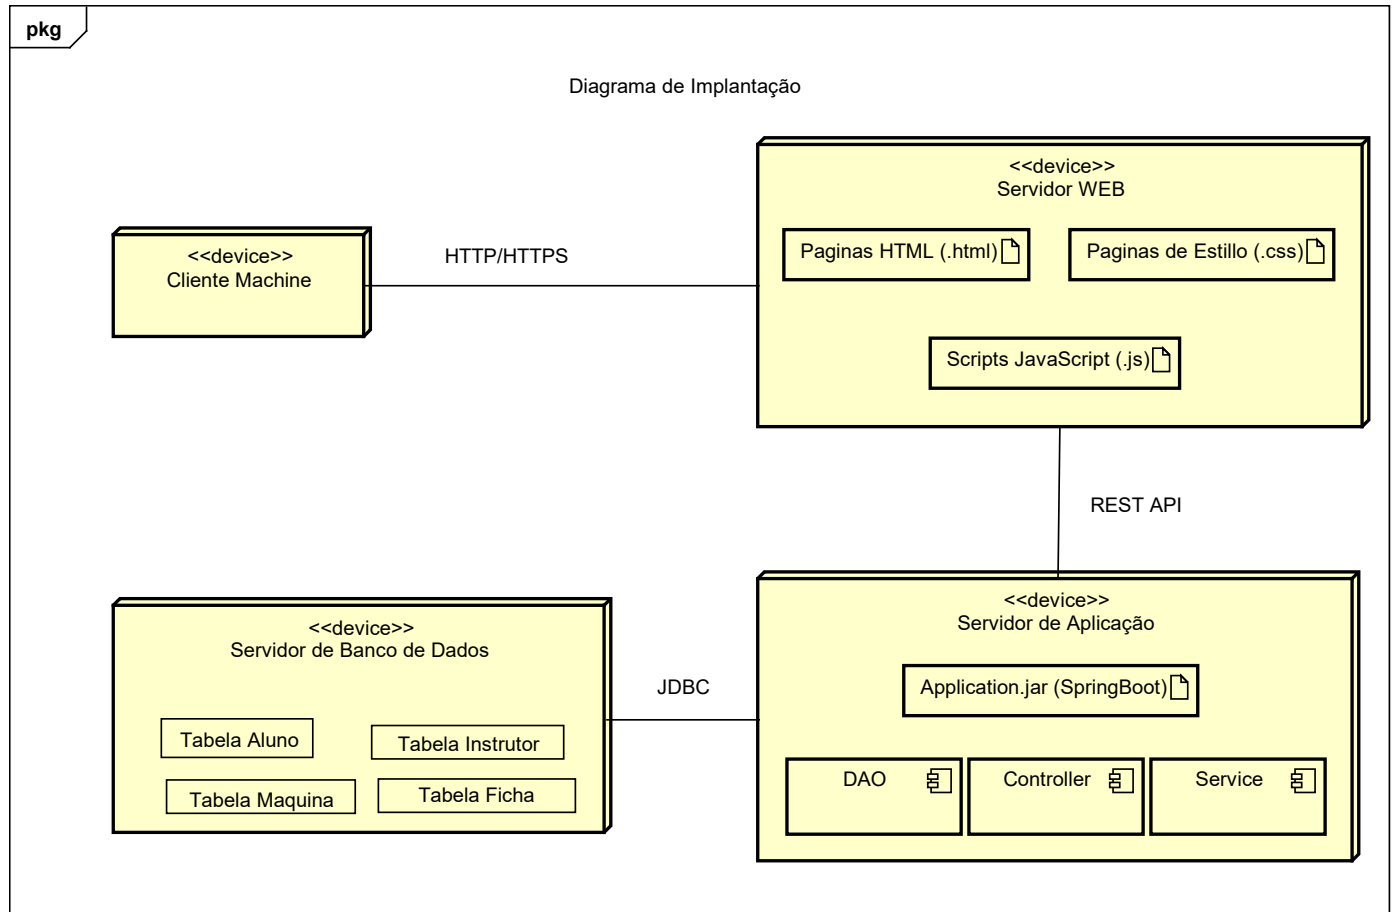 pkg
Diagrama de Implantação
<<device>>
Servidor WEB
Paginas HTML (.html)
Paginas de Estillo (.css)
Scripts JavaScript (.js)
<<device>>
Cliente Machine
HTTP/HTTPS
REST API
<<device>>
Servidor de Banco de Dados
Tabela Aluno
Tabela Instrutor
Tabela Maquina
Tabela Ficha
JDBC
<<device>>
Servidor de Aplicação
Application.jar (SpringBoot)
DAO
Controller
Service